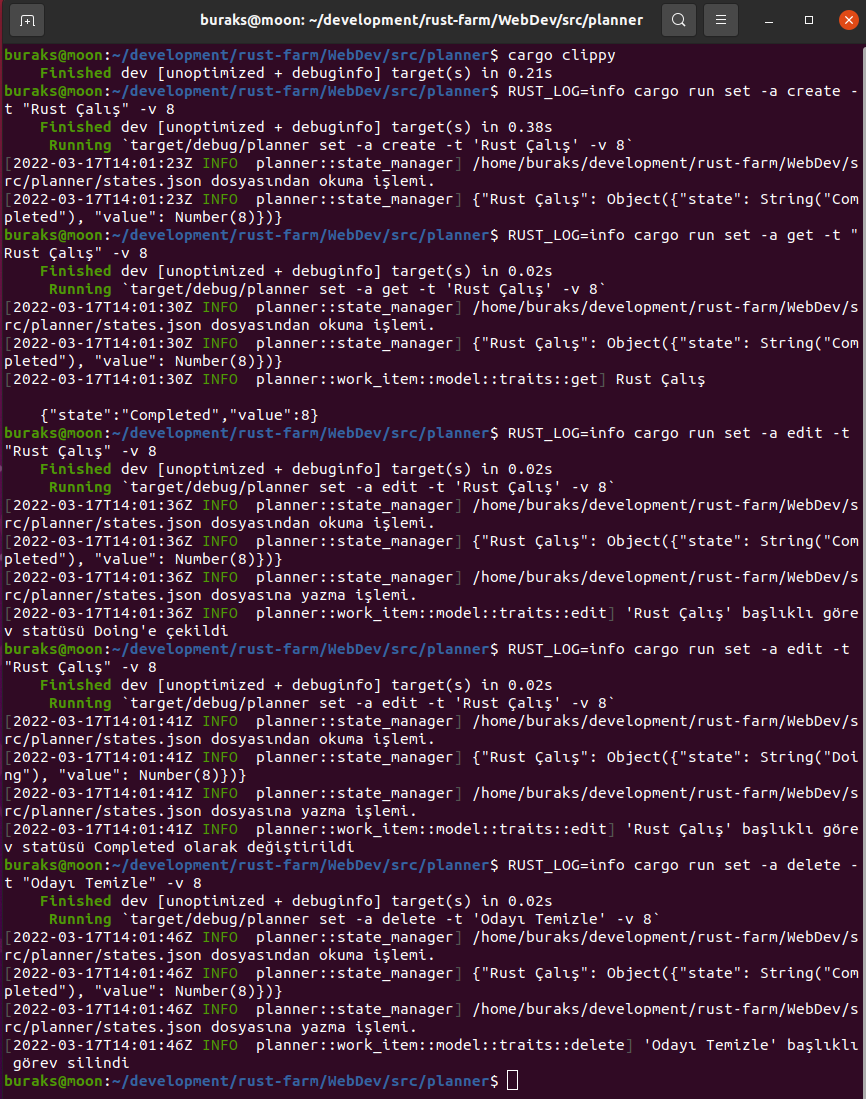 buraks@moon: ~/development/rust-farm/WebDev/src/planner
buraks@moon:~/development/rust-farm/WebDev/src/planner$ cargo clippy
    Finished dev [unoptimized + debuginfo] target(s) in 0.21s
buraks@moon:~/development/rust-farm/WebDev/src/planner$ RUST_LOG=info cargo run set -a create -
t "Rust Çalış" -v 8
    Finished dev [unoptimized + debuginfo] target(s) in 0.38s
     Running `target/debug/planner set -a create -t 'Rust Çalış' -v 8`
[2022-03-17T14:01:23Z INFO  planner::state_manager] /home/buraks/development/rust-farm/WebDev/s
rc/planner/states.json dosyasından okuma işlemi.
[2022-03-17T14:01:23Z INFO  planner::state_manager] {"Rust Çalış": Object({"state": String("Com
pleted"), "value": Number(8)})}
buraks@moon:~/development/rust-farm/WebDev/src/planner$ RUST_LOG=info cargo run set -a get -t "
Rust Çalış" -v 8
    Finished dev [unoptimized + debuginfo] target(s) in 0.02s
     Running `target/debug/planner set -a get -t 'Rust Çalış' -v 8`
[2022-03-17T14:01:30Z INFO  planner::state_manager] /home/buraks/development/rust-farm/WebDev/s
rc/planner/states.json dosyasından okuma işlemi.
[2022-03-17T14:01:30Z INFO  planner::state_manager] {"Rust Çalış": Object({"state": String("Com
pleted"), "value": Number(8)})}
[2022-03-17T14:01:30Z INFO  planner::work_item::model::traits::get] Rust Çalış
    {"state":"Completed","value":8}
buraks@moon:~/development/rust-farm/WebDev/src/planner$ RUST_LOG=info cargo run set -a edit -t
"Rust Çalış" -v 8
    Finished dev [unoptimized + debuginfo] target(s) in 0.02s
     Running `target/debug/planner set -a edit -t 'Rust Çalış' -v 8`
[2022-03-17T14:01:36Z INFO  planner::state_manager] /home/buraks/development/rust-farm/WebDev/s
rc/planner/states.json dosyasından okuma işlemi.
[2022-03-17T14:01:36Z INFO  planner::state_manager] {"Rust Çalış": Object({"state": String("Com
pleted"), "value": Number(8)})}
[2022-03-17T14:01:36Z INFO  planner::state_manager] /home/buraks/development/rust-farm/WebDev/s
rc/planner/states.json dosyasına yazma işlemi.
[2022-03-17T14:01:36Z INFO  planner::work_item::model::traits::edit] 'Rust Çalış' başlıklı göre
v statüsü Doing'e çekildi
buraks@moon:~/development/rust-farm/WebDev/src/planner$ RUST_LOG=info cargo run set -a edit -t
"Rust Çalış" -v 8
    Finished dev [unoptimized + debuginfo] target(s) in 0.02s
     Running `target/debug/planner set -a edit -t 'Rust Çalış' -v 8`
[2022-03-17T14:01:41Z INFO  planner::state_manager] /home/buraks/development/rust-farm/WebDev/s
rc/planner/states.json dosyasından okuma işlemi.
[2022-03-17T14:01:41Z INFO  planner::state_manager] {"Rust Çalış": Object({"state": String("Doi
ng"), "value": Number(8)})}
[2022-03-17T14:01:41Z INFO  planner::state_manager] /home/buraks/development/rust-farm/WebDev/s
rc/planner/states.json dosyasına yazma işlemi.
[2022-03-17T14:01:41Z INFO  planner::work_item::model::traits::edit] 'Rust Çalış' başlıklı göre
v statüsü Completed olarak değiştirildi
buraks@moon:~/development/rust-farm/WebDev/src/planner$ RUST_LOG=info cargo run set -a delete -
t "Odayı Temizle" -v 8
    Finished dev [unoptimized + debuginfo] target(s) in 0.02s
     Running `target/debug/planner set -a delete -t 'Odayı Temizle' -v 8`
[2022-03-17T14:01:46Z INFO  planner::state_manager] /home/buraks/development/rust-farm/WebDev/s
rc/planner/states.json dosyasından okuma işlemi.
[2022-03-17T14:01:46Z INFO  planner::state_manager] {"Rust Çalış": Object({"state": String("Com
pleted"), "value": Number(8)})}
[2022-03-17T14:01:46Z INFO  planner::state_manager] /home/buraks/development/rust-farm/WebDev/s
rc/planner/states.json dosyasına yazma işlemi.
[2022-03-17T14:01:46Z INFO  planner::work_item::model::traits::delete] 'Odayı Temizle' başlıklı
 görev silindi
buraks@moon:~/development/rust-farm/WebDev/src/planner$